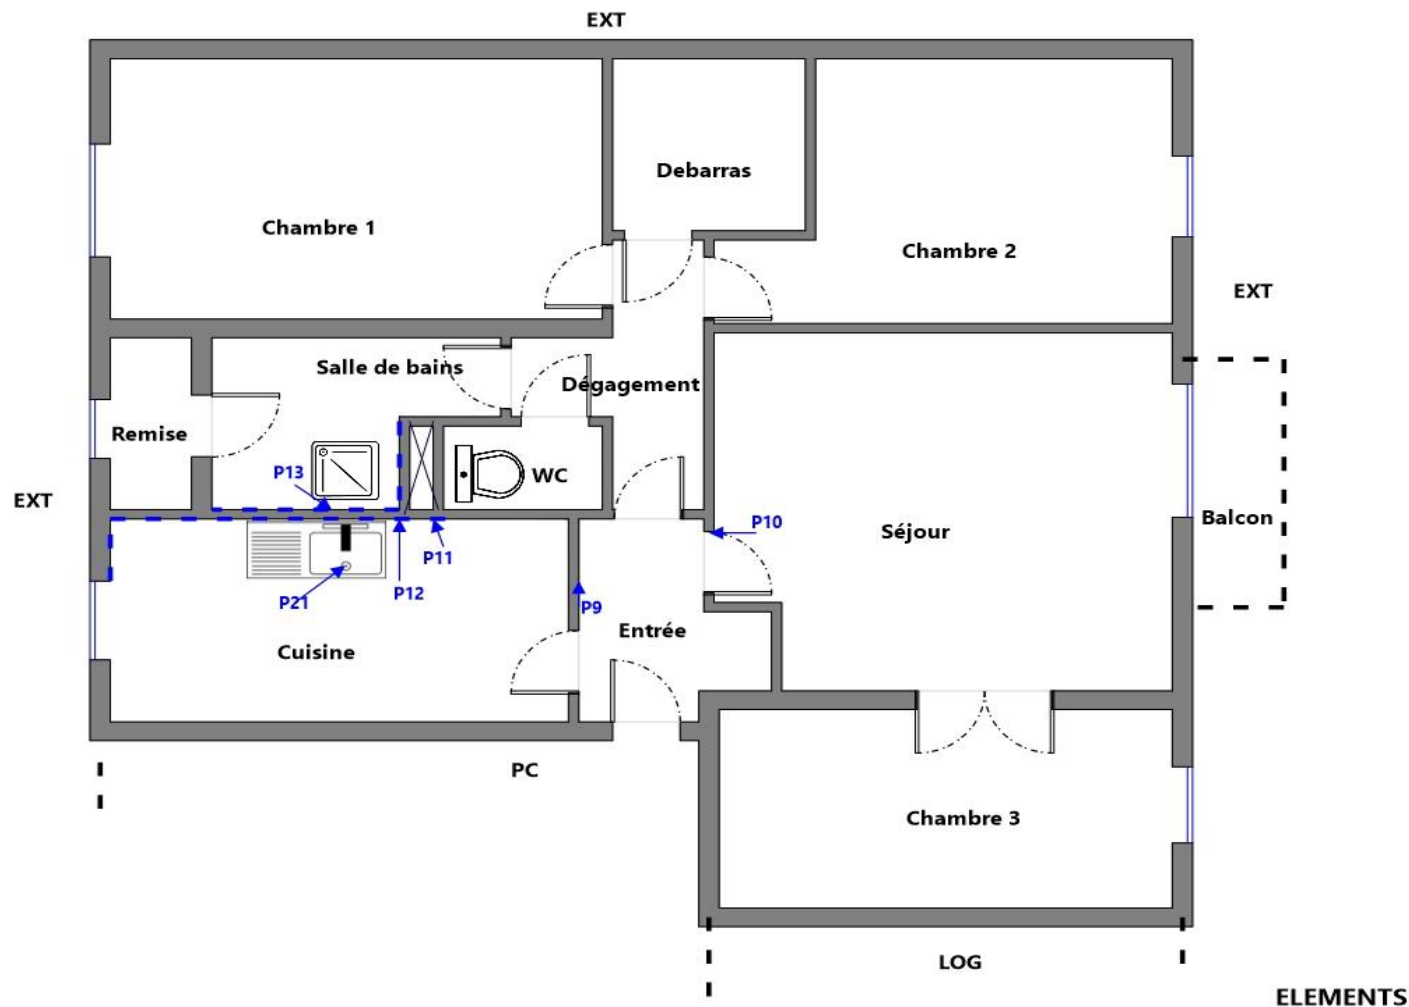 EXT
Debarras
Chambre 1
Chambre 2
EXT
Salle de bains
Dégagement
Remise
P13
WC
EXT
P10
Balcon
Séjour
P11
P12
P21
P9
Entrée
Cuisine
PC
Chambre 3
LOG
ELEMENTS